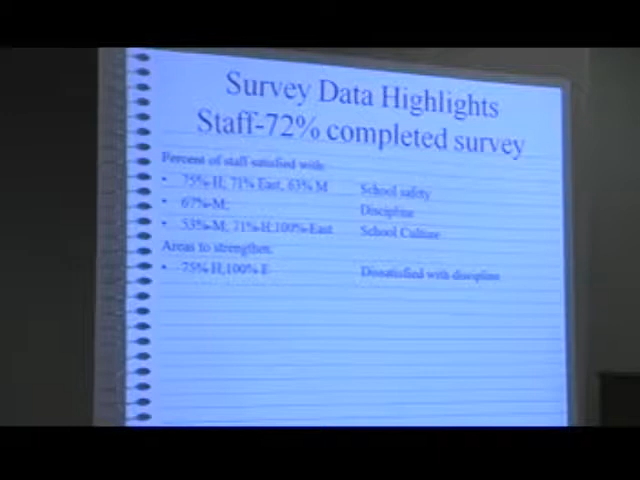 Survey Data Highlights
Staff-72% completed survey
Percent of staff satisfied with:
• 75%-H, 71% East, 63% M School safety
• 67%-M; Discipline
• 53%-M, 71%-H,100%-East School Culture
Areas to strengthen:
• 75% H,100% E Dissatisfied with discipline